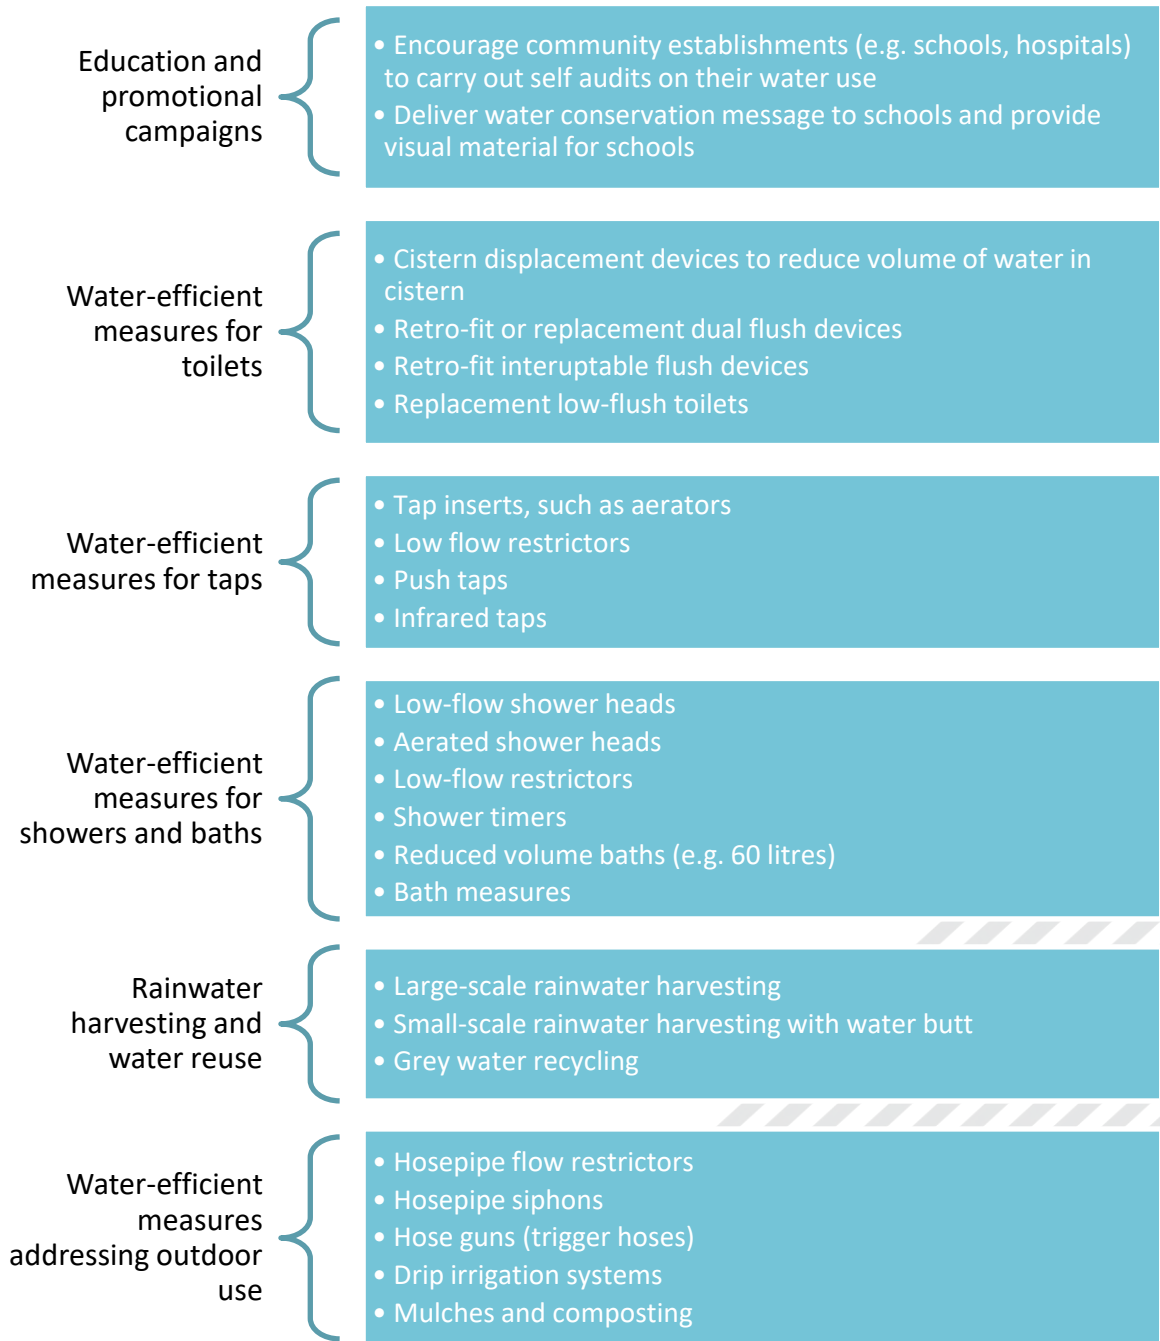 Education and
promotional
campaigns
• Encourage community establishments (e.g. schools, hospitals)
to carry out self audits on their water use
• Deliver water conservation message to schools and provide
visual material for schools
Water-efficient
measures for
toilets
• Cistern displacement devices to reduce volume of water in
cistern
• Retro-fit or replacement dual flush devices
• Retro-fit interuptable flush devices
• Replacement low-flush toilets
Water-efficient
measures for taps
• Tap inserts, such as aerators
• Low flow restrictors
• Push taps
• Infrared taps
Water-efficient
measures for
showers and baths
• Low-flow shower heads
• Aerated shower heads
• Low-flow restrictors
• Shower timers
• Reduced volume baths (e.g. 60 litres)
• Bath measures
Rainwater
harvesting and
water reuse
• Large-scale rainwater harvesting
• Small-scale rainwater harvesting with water butt
• Grey water recycling
Water-efficient
measures
addressing outdoor
use
• Hosepipe flow restrictors
• Hosepipe siphons
• Hose guns (trigger hoses)
• Drip irrigation systems
• Mulches and composting